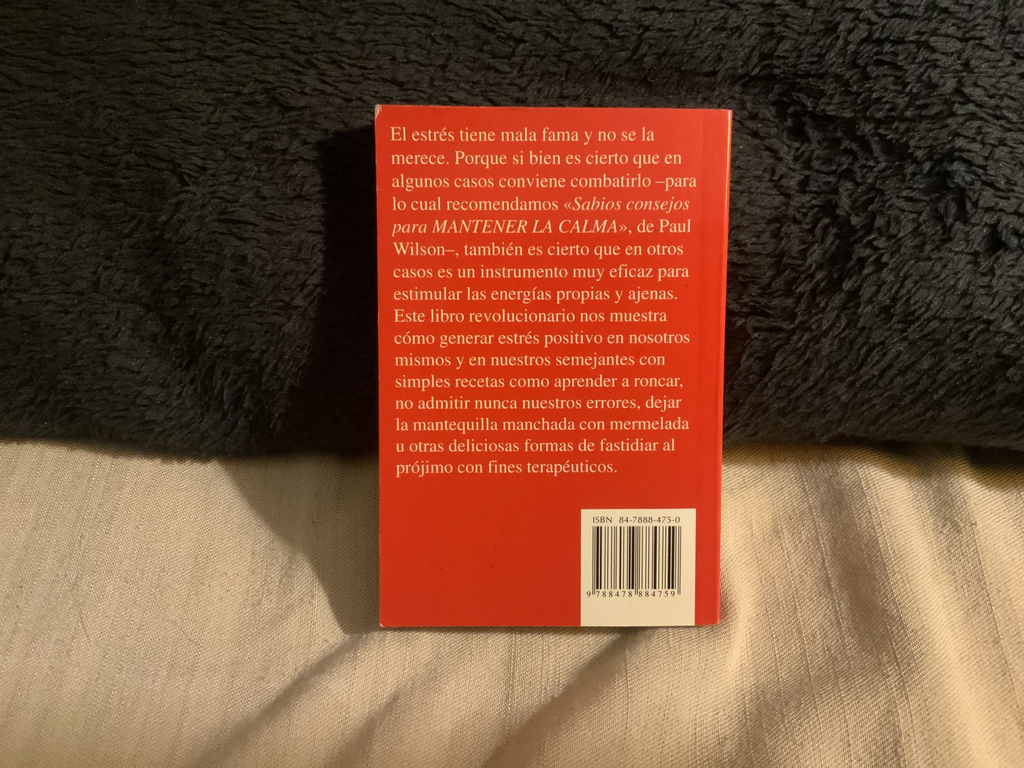 El estrés tiene mala fama y no se la
merece. Porque si bien es cierto que en
algunos casos conviene combatirlo –para
lo cual recomendamos «Sabios consejos
para MANTENER LA CALMA», de Paul
Wilson–, también es cierto que en otros
casos es un instrumento muy eficaz para
estimular las energías propias y ajenas.
Este libro revolucionario nos muestra
cómo generar estrés positivo en nosotros
mismos y en nuestros semejantes con
simples recetas como aprender a roncar,
no admitir nunca nuestros errores, dejar
la mantequilla manchada con mermelada
u otras deliciosas formas de fastidiar al
prójimo con fines terapéuticos.
ISBN 84-7888-475-0
9 788478 884759